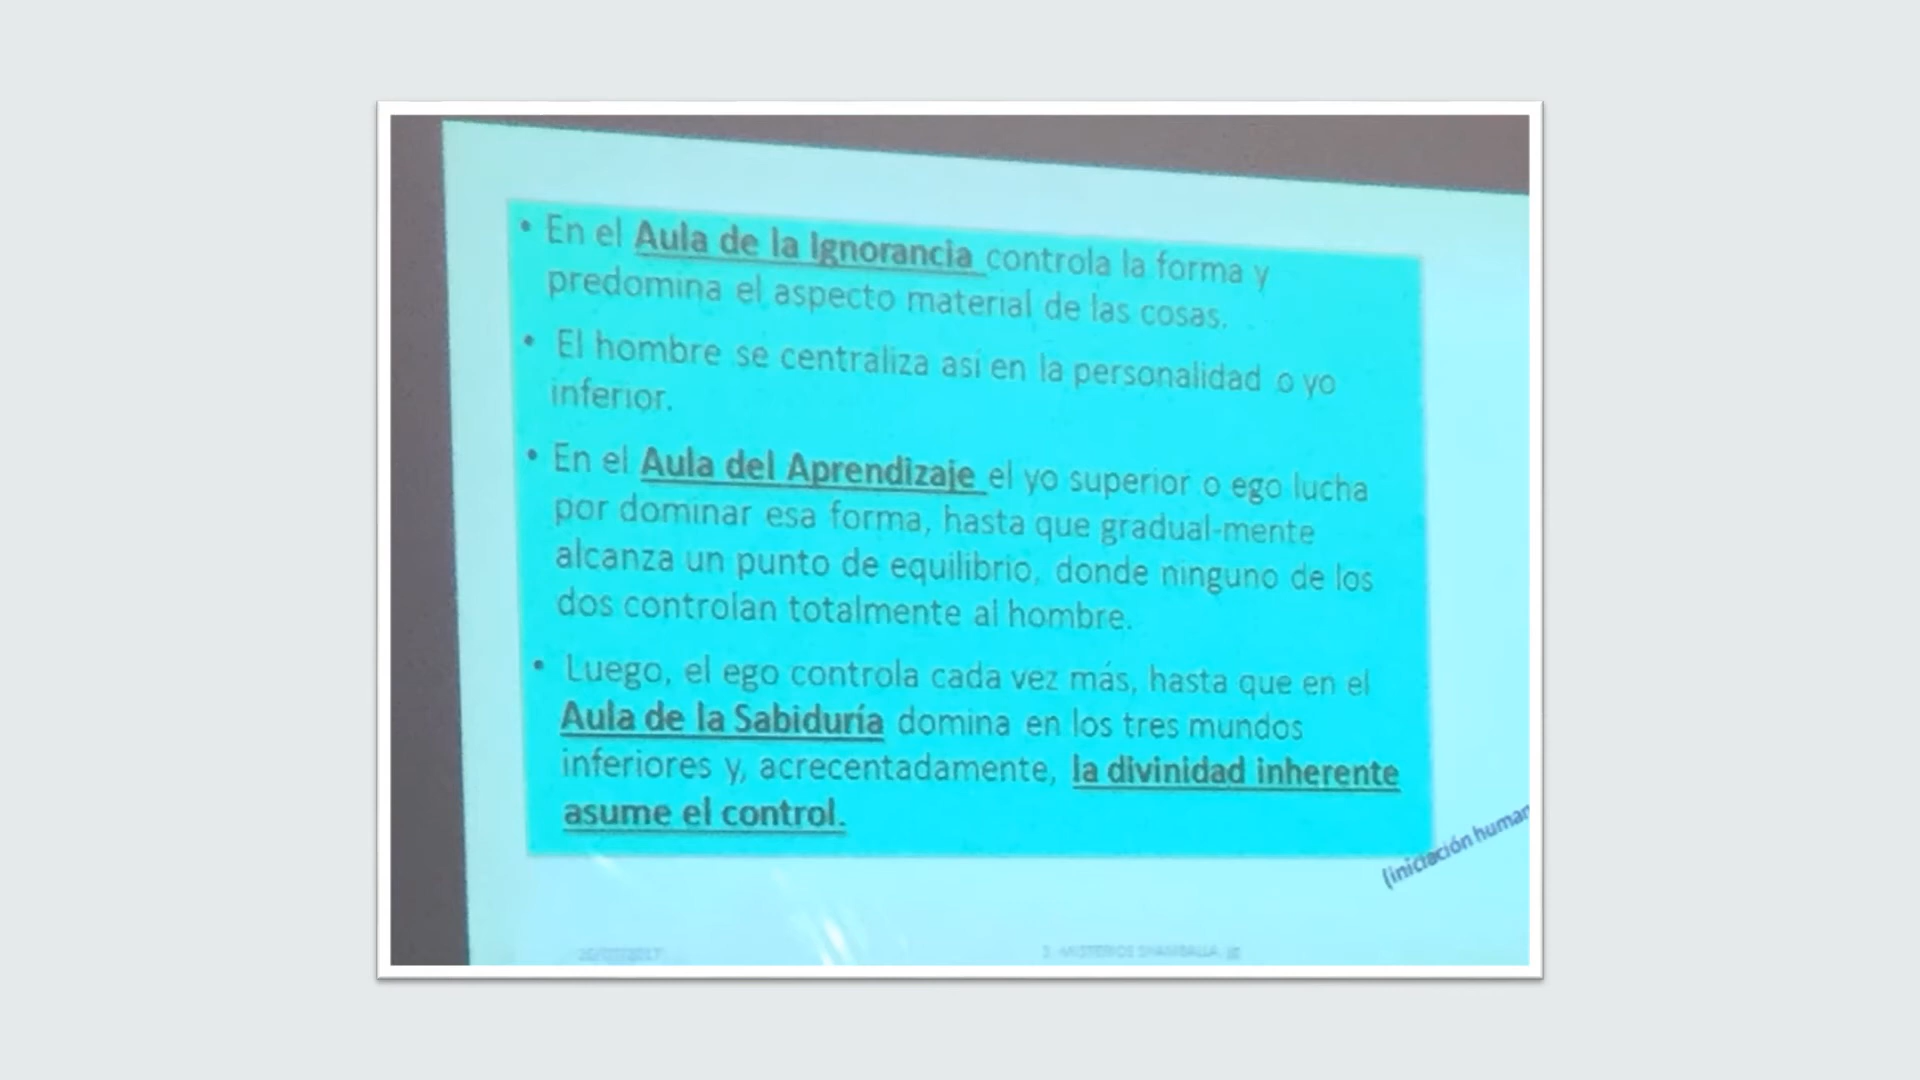 • En el Aula de la Ignorancia controla la forma y
predomina el aspecto material de las cosas.
• El hombre se centraliza así en la personalidad o yo
inferior.
• En el Aula del Aprendizaje el yo superior o ego lucha
por dominar esa forma, hasta que gradual-mente
alcanza un punto de equilibrio, donde ninguno de los
dos controlan totalmente al hombre.
• Luego, el ego controla cada vez más, hasta que en el
Aula de la Sabiduría domina en los tres mundos
inferiores y, acrecentadamente, la divinidad inherente
asume el control.
(iniciación human
MISTERIOS SHAMBALLA